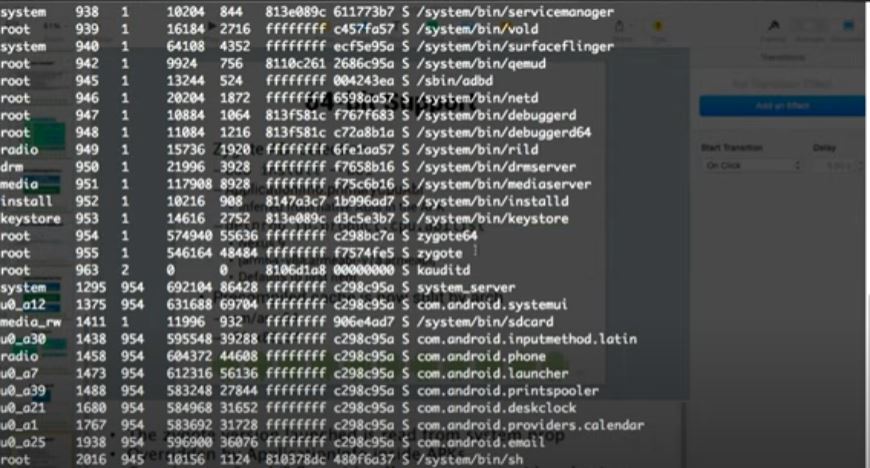 system 938 1 10204 844 813e089c 611773b7 S /system/bin/servicemanager
root 939 1 16184 2716 ffffffff c457fa57 S /system/bin/vold
system 940 1 64108 4352 ffffffff ecf5e95a S /system/bin/surfaceflinger
root 942 1 9924 756 8110c261 2686c95a S /system/bin/qemud
root 945 1 13244 524 ffffffff 004243ea S /sbin/adbd
root 946 1 20204 1872 ffffffff 6598aa57 S /system/bin/netd
root 947 1 10884 1064 813f581c f767f683 S /system/bin/debuggerd
root 948 1 11084 1216 813f581c c72a8b1a S /system/bin/debuggerd64
radio 949 1 15736 1920 ffffffff 6fe1aa57 S /system/bin/rild
drm 950 1 21996 3928 ffffffff f7658b16 S /system/bin/drmserver
media 951 1 117908 8928 ffffffff f75c6b16 S /system/bin/mediaserver
install 952 1 10216 908 8147a3c7 1b996ad7 S /system/bin/installd
keystore 953 1 14616 2752 813e089c d3c5e3b7 S /system/bin/keystore
root 954 1 574940 55636 ffffffff c298bc7a S zygote64
root 955 1 546164 48484 ffffffff f7574fe5 S zygote
root 963 2 0 0 8106d1a8 00000000 S kauditd
system 1295 954 692104 86428 ffffffff c298c95a S system_server
u0_a12 1375 954 631688 69704 ffffffff c298c95a S com.android.systemui
media_rw 1411 1 11996 932 ffffffff 906e4ad7 S /system/bin/sdcard
u0_a30 1438 954 595548 39288 ffffffff c298c95a S com.android.inputmethod.latin
radio 1458 954 604372 44608 ffffffff c298c95a S com.android.phone
u0_a7 1473 954 612316 56136 ffffffff c298c95a S com.android.launcher
u0_a39 1488 954 583248 27844 ffffffff c298c95a S com.android.printspooler
u0_a21 1680 954 584968 31652 ffffffff c298c95a S com.android.deskclock
u0_a1 1767 954 583692 31728 ffffffff c298c95a S com.android.providers.calendar
u0_a25 1938 954 596900 36076 ffffffff c298c95a S com.android.email
root 2016 945 10156 1124 810378dc 480f6a37 S /system/bin/sh
Transitions
Add an Effect
Start Transition Delay
On Click